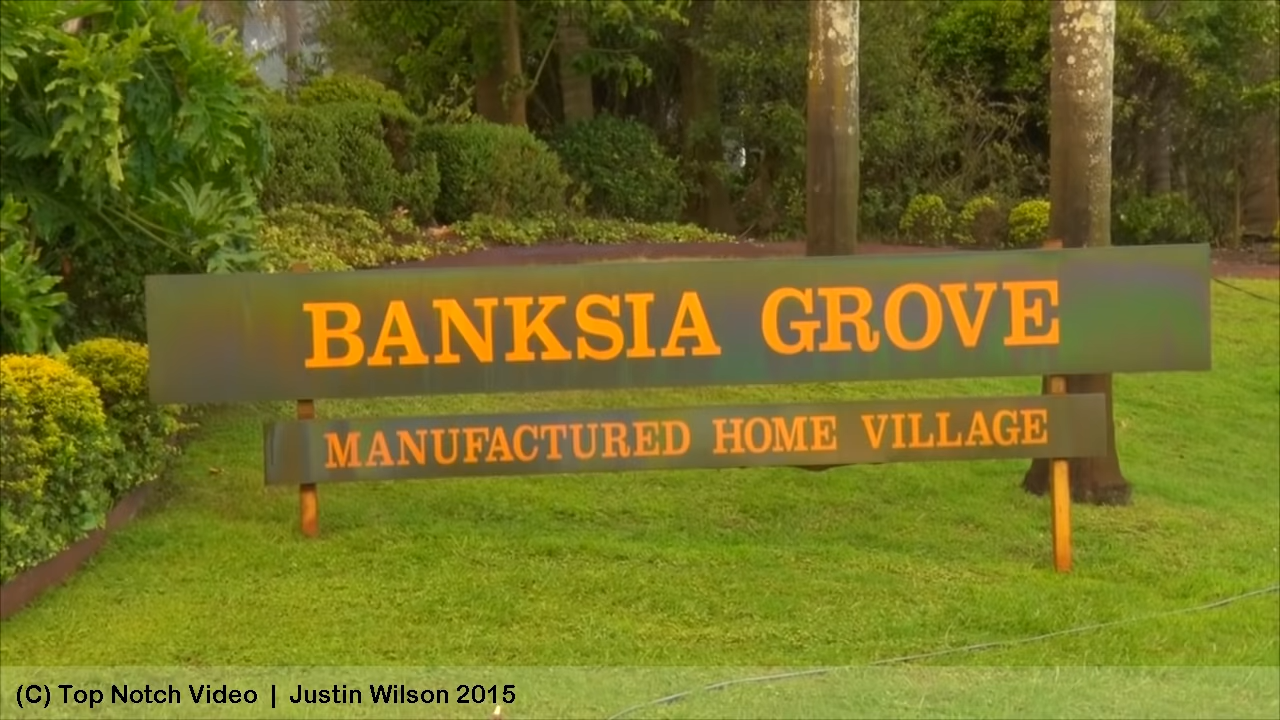 BANKSIA GROVE
MANUFACTURED HOME VILLAGE
(C) Top Notch Video | Justin Wilson 2015